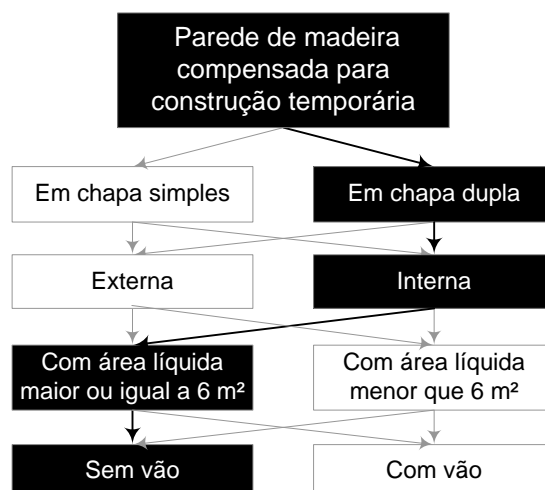 Parede de madeira
compensada para
construção temporária
Em chapa simples
Em chapa dupla
Externa
Interna
Com área líquida
maior ou igual a 6 m²
Com área líquida
menor que 6 m²
Sem vão
Com vão